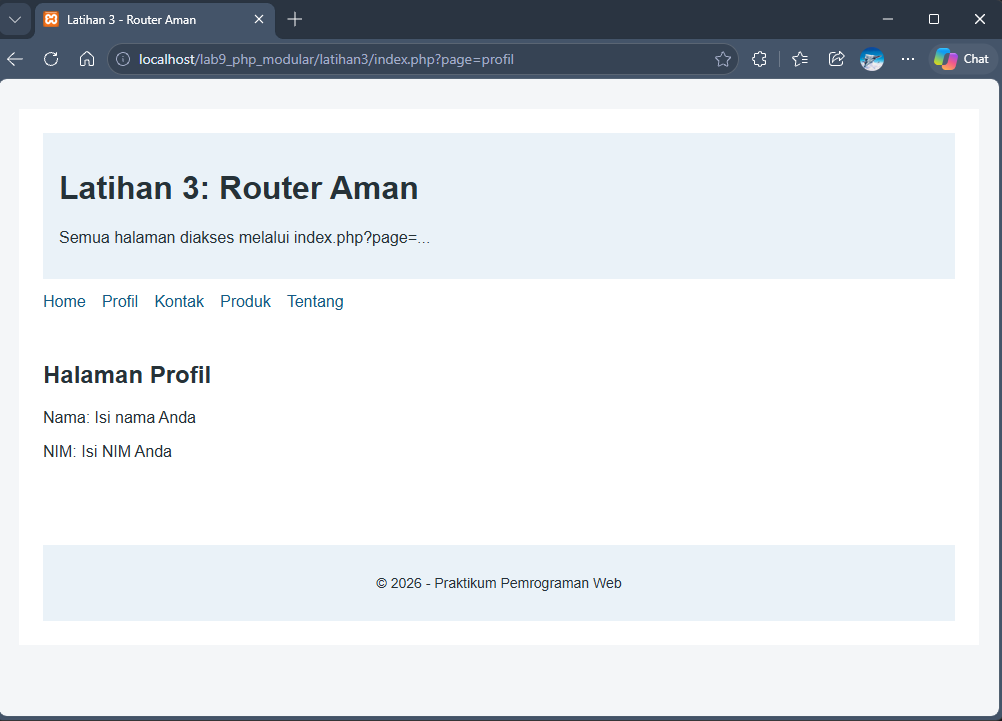 Latihan 3 - Router Aman
localhost/lab9_php_modular/latihan3/index.php?page=profil
Chat
Latihan 3: Router Aman
Semua halaman diakses melalui index.php?page=...
Home Profil Kontak Produk Tentang
Halaman Profil
Nama: Isi nama Anda
NIM: Isi NIM Anda
© 2026 - Praktikum Pemrograman Web